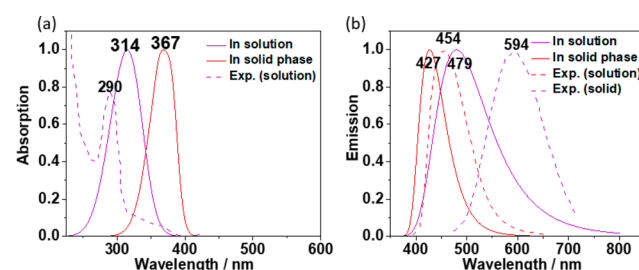 (a)
314
367
290
In solution
In solid phase
Exp. (solution)
Absorption
1.0
0.8
0.6
0.4
0.2
0.0
300
400
500
600
Wavelength / nm
(b)
454
427
479
594
In solution
In solid phase
Exp. (solution)
Exp. (solid)
Emission
1.0
0.8
0.6
0.4
0.2
0.0
400
500
600
700
800
Wavelength / nm